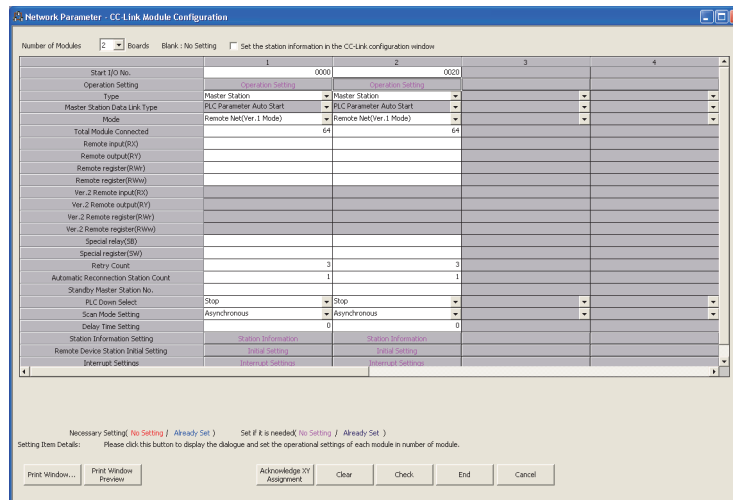 Network Parameter - CC-Link Module Configuration
Number of Modules 2 Boards Blank : No Setting Set the station information in the CC-Link configuration window
1 2 3 4
Start I/O No. 0000 0020
Operation Setting Operation Setting Operation Setting
Type Master Station Master Station
Master Station Data Link Type PLC Parameter Auto Start PLC Parameter Auto Start
Mode Remote Net(Ver.1 Mode) Remote Net(Ver.1 Mode)
Total Module Connected 64 64
Remote input(RX)
Remote output(RY)
Remote register(RWr)
Remote register(RWw)
Ver.2 Remote input(RX)
Ver.2 Remote output(RY)
Ver.2 Remote register(RWr)
Ver.2 Remote register(RWw)
Special relay(SB)
Special register(SW)
Retry Count 3 3
Automatic Reconnection Station Count 1 1
Standby Master Station No.
PLC Down Select Stop Stop
Scan Mode Setting Asynchronous Asynchronous
Delay Time Setting 0 0
Station Information Setting Station Information Station Information
Remote Device Station Initial Setting Initial Setting Initial Setting
Interrupt Settings Interrupt Settings Interrupt Settings
Necessary Setting( No Setting / Already Set ) Set if it is needed( No Setting / Already Set )
Setting Item Details: Please click this button to display the dialogue and set the operational settings of each module in number of module.
Print Window... Print Window Preview Acknowledge XY Assignment Clear Check End Cancel